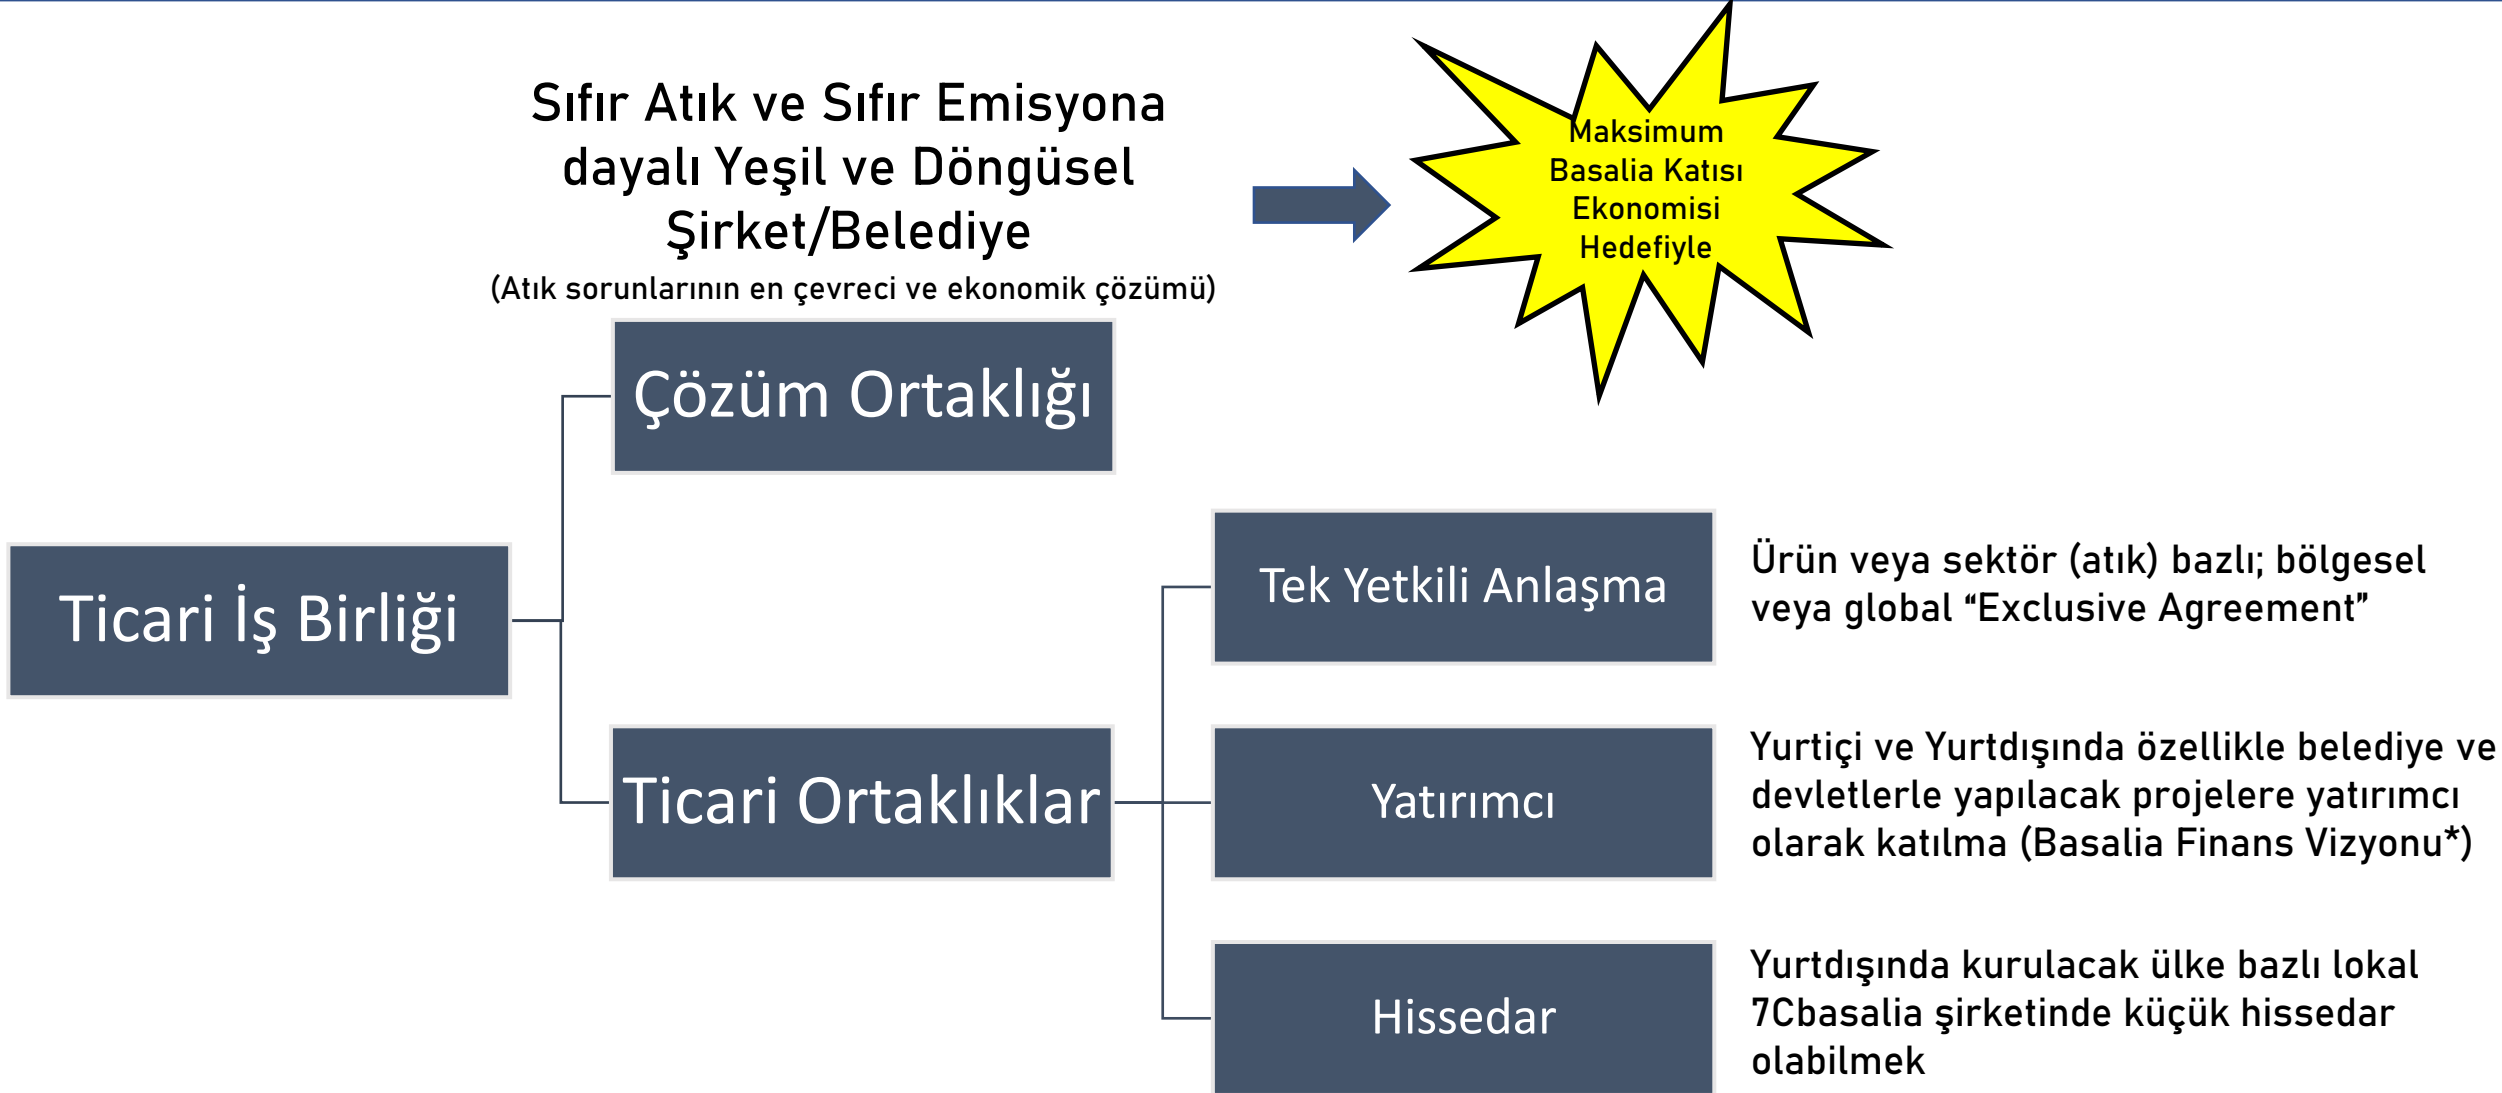 Sıfır Atık ve Sıfır Emisyona
dayalı Yeşil ve Döngüsel
Şirket/Belediye
(Atık sorunlarının en çevreci ve ekonomik çözümü)
Maksimum
Basalia Katısı
Ekonomisi
Hedefiyle
Çözüm Ortaklığı
Ticari İş Birliği
Ticari Ortaklıklar
Tek Yetkili Anlaşma
Ürün veya sektör (atık) bazlı; bölgesel
veya global “Exclusive Agreement”
Yatırımcı
Yurtiçi ve Yurtdışında özellikle belediye ve
devletlerle yapılacak projelere yatırımcı
olarak katılma (Basalia Finans Vizyonu*)
Hissedar
Yurtdışında kurulacak ülke bazlı lokal
7Cbasalia şirketinde küçük hissedar
olabilmek